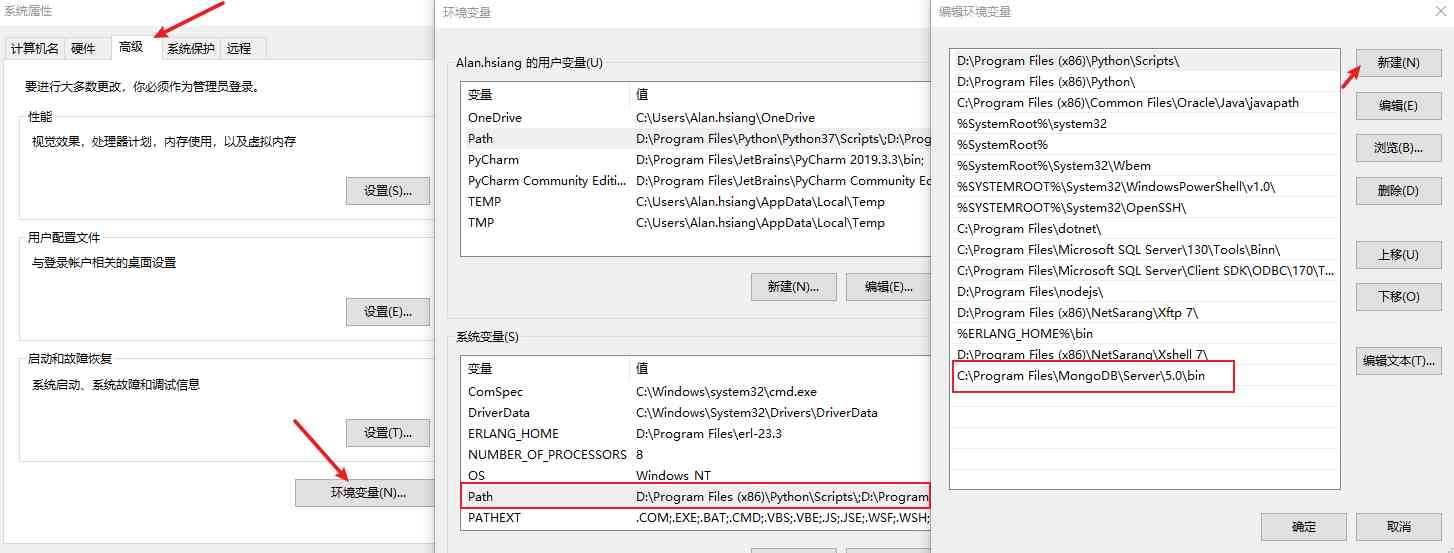 系统属性
计算机名 硬件 高级 系统保护 远程
要进行大多数更改，你必须作为管理员登录。
性能
视觉效果，处理器计划，内存使用，以及虚拟内存
设置(S)...
用户配置文件
与登录帐户相关的桌面设置
设置(E)...
启动和故障恢复
系统启动、系统故障和调试信息
设置(T)...
环境变量(N)...
环境变量
Alan.hsiang 的用户变量(U)
变量 值
OneDrive C:\Users\Alan.hsiang\OneDrive
Path D:\Program Files\Python\Python37\Scripts\;D:\Prog
PyCharm D:\Program Files\JetBrains\PyCharm 2019.3.3\bin;
PyCharm Community Editi... D:\Program Files\JetBrains\PyCharm Community Ec
TEMP C:\Users\Alan.hsiang\AppData\Local\Temp
TMP C:\Users\Alan.hsiang\AppData\Local\Temp
新建(N)... 编辑(E)...
系统变量(S)
变量 值
ComSpec C:\Windows\system32\cmd.exe
DriverData C:\Windows\System32\Drivers\DriverData
ERLANG_HOME D:\Program Files\erl-23.3
NUMBER_OF_PROCESSORS 8
OS Windows_NT
Path D:\Program Files (x86)\Python\Scripts\;D:\Program
PATHEXT .COM;.EXE;.BAT;.CMD;.VBS;.VBE;.JS;.JSE;.WSF;.WSH;
编辑环境变量
D:\Program Files (x86)\Python\Scripts\
D:\Program Files (x86)\Python\
C:\Program Files (x86)\Common Files\Oracle\Java\javapath
%SystemRoot%\system32
%SystemRoot%
%SystemRoot%\System32\Wbem
%SYSTEMROOT%\System32\WindowsPowerShell\v1.0\
%SYSTEMROOT%\System32\OpenSSH\
C:\Program Files\dotnet\
C:\Program Files\Microsoft SQL Server\130\Tools\Binn\
C:\Program Files\Microsoft SQL Server\Client SDK\ODBC\170\T...
D:\Program Files\nodejs\
D:\Program Files (x86)\NetSarang\Xftp 7\
%ERLANG_HOME%\bin
D:\Program Files (x86)\NetSarang\Xshell 7\
C:\Program Files\MongoDB\Server\5.0\bin
新建(N)
编辑(E)
浏览(B)...
删除(D)
上移(U)
下移(O)
编辑文本(T)...
确定 取消